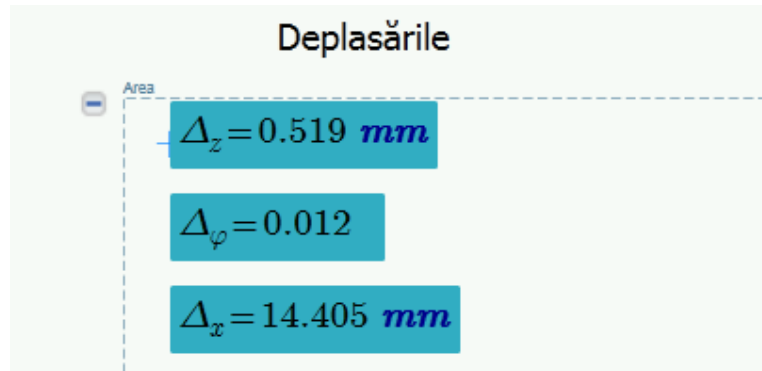 Deplasările
Area
Δz=0.519 mm
Δφ=0.012
Δx=14.405 mm